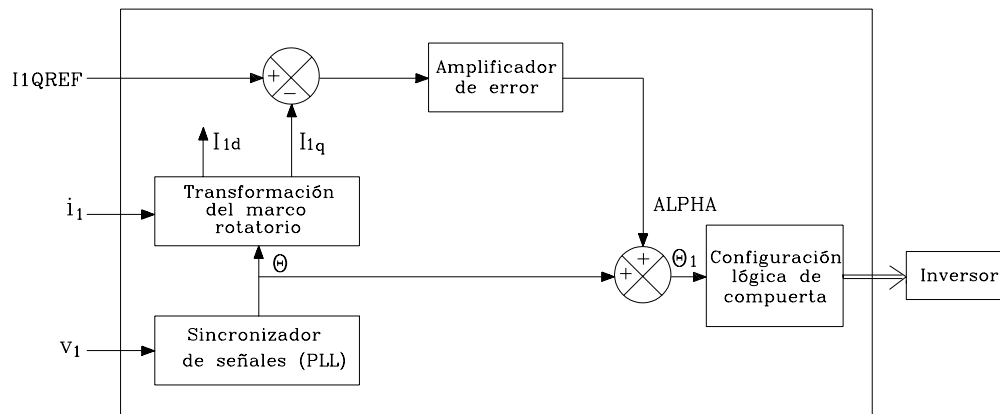 I1QREF
+
−
Amplificador
de error
I1d
I1q
i1
Transformación
del marco
rotatorio
ALPHA
Θ
+
+
Θ1
Configuración
lógica de
compuerta
Inversor
v1
Sincronizador
de señales (PLL)